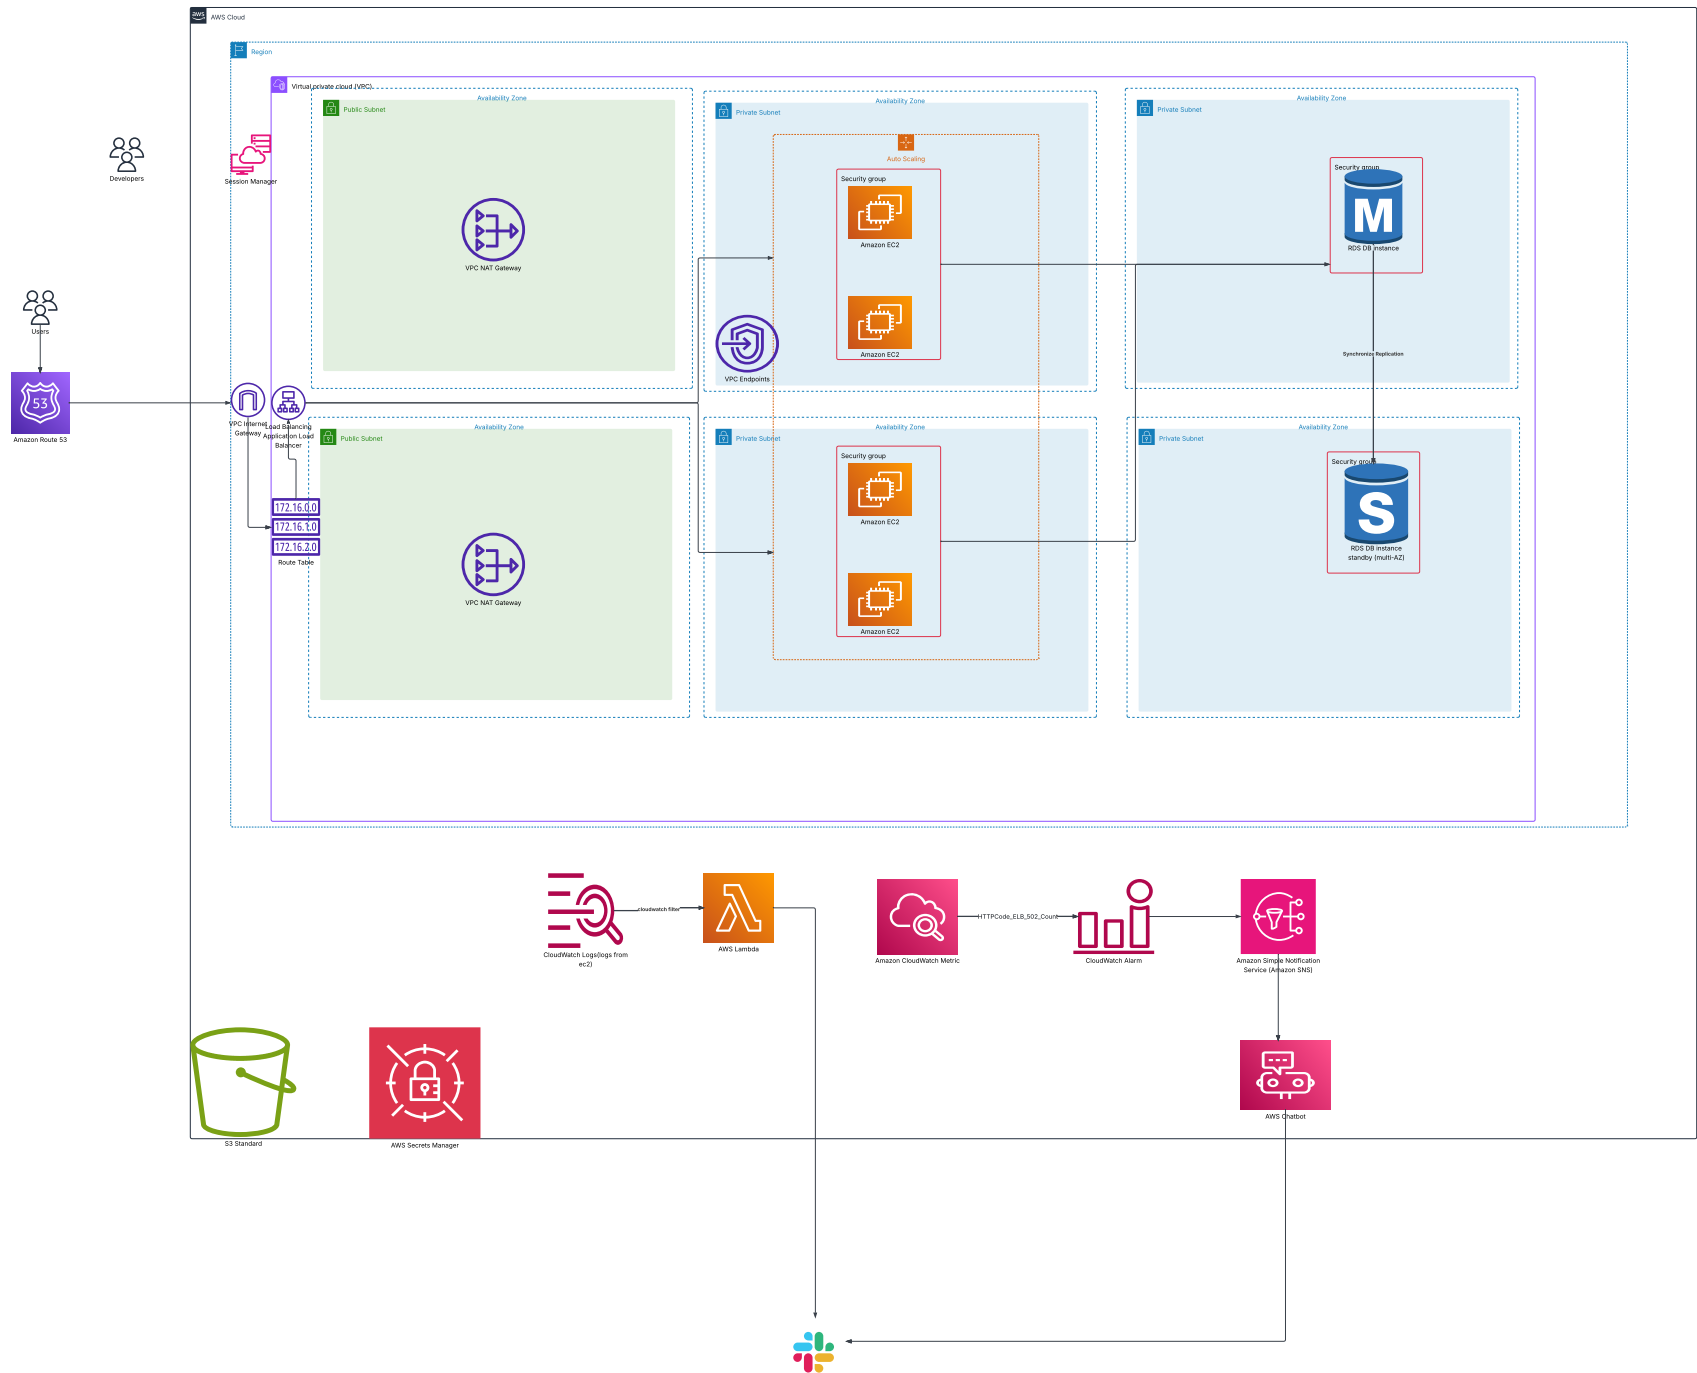 aws
AWS Cloud
Region
Virtual private cloud (VPC)
Availability Zone
Public Subnet
Availability Zone
Private Subnet
Availability Zone
Private Subnet
Auto Scaling
Developers
Session Manager
Security group
Amazon EC2
Amazon EC2
Security group
M
RDS DB instance
VPC NAT Gateway
Users
VPC Endpoints
Synchronize Replication
53
Amazon Route 53
VPC Internet
Gateway
Load Balancing
Application Load
Balancer
Availability Zone
Public Subnet
Availability Zone
Private Subnet
Availability Zone
Private Subnet
Security group
Amazon EC2
Amazon EC2
Security group
S
RDS DB instance
standby (multi-AZ)
172.16.0.0
172.16.1.0
172.16.2.0
Route Table
VPC NAT Gateway
CloudWatch Logs(logs from
ec2)
cloudwatch filter
AWS Lambda
Amazon CloudWatch Metric
HTTPCode_ELB_502_Count
CloudWatch Alarm
Amazon Simple Notification
Service (Amazon SNS)
S3 Standard
AWS Secrets Manager
AWS Chatbot